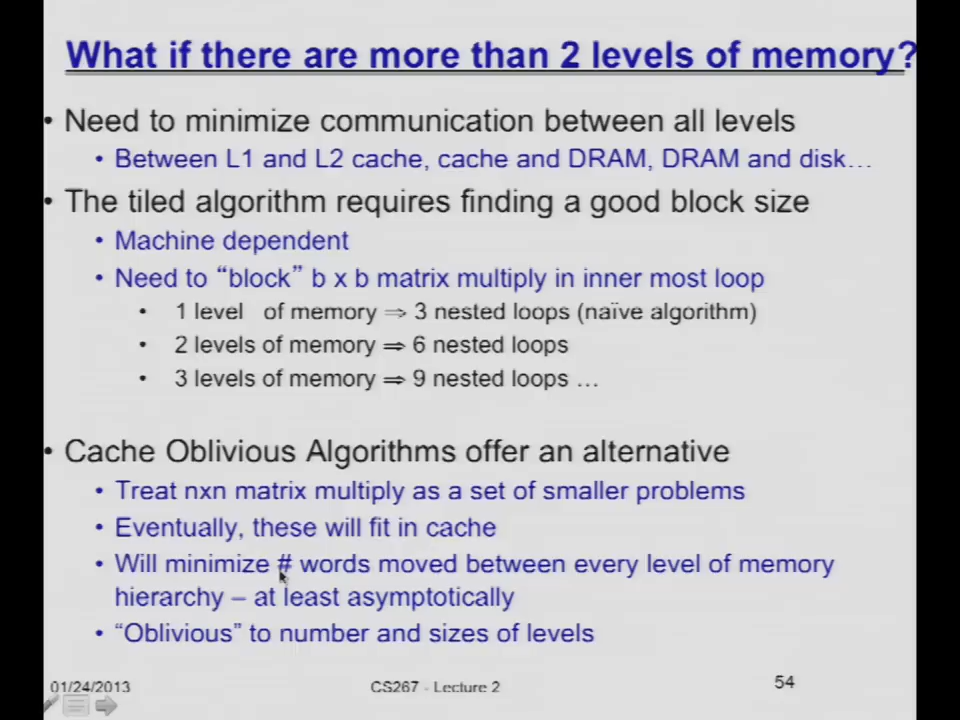 What if there are more than 2 levels of memory?
• Need to minimize communication between all levels
• Between L1 and L2 cache, cache and DRAM, DRAM and disk…
• The tiled algorithm requires finding a good block size
• Machine dependent
• Need to “block” b x b matrix multiply in inner most loop
• 1 level of memory ⇒ 3 nested loops (naïve algorithm)
• 2 levels of memory ⇒ 6 nested loops
• 3 levels of memory ⇒ 9 nested loops …
• Cache Oblivious Algorithms offer an alternative
• Treat nxn matrix multiply as a set of smaller problems
• Eventually, these will fit in cache
• Will minimize # words moved between every level of memory
hierarchy – at least asymptotically
• “Oblivious” to number and sizes of levels
01/24/2013 CS267 - Lecture 2 54